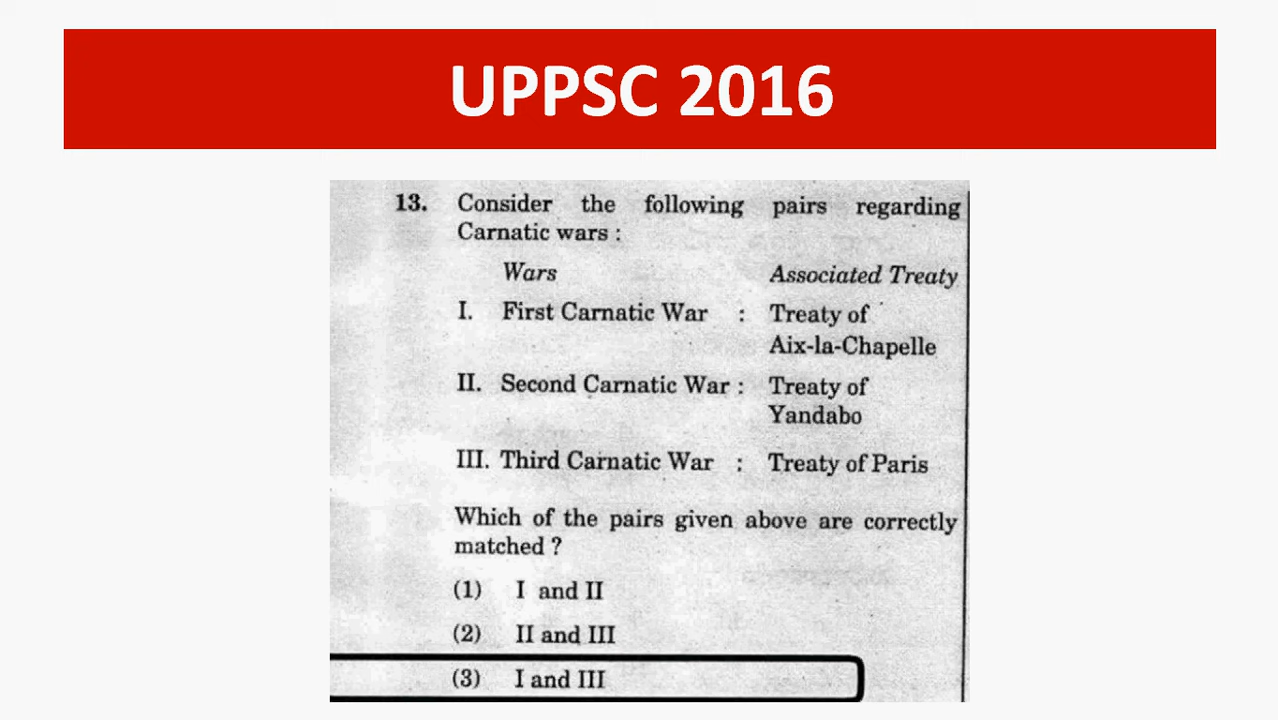 UPPSC 2016
13. Consider the following pairs regarding
Carnatic wars :
Wars Associated Treaty
I. First Carnatic War : Treaty of
Aix-la-Chapelle
II. Second Carnatic War : Treaty of
Yandabo
III. Third Carnatic War : Treaty of Paris
Which of the pairs given above are correctly
matched ?
(1) I and II
(2) II and III
(3) I and III